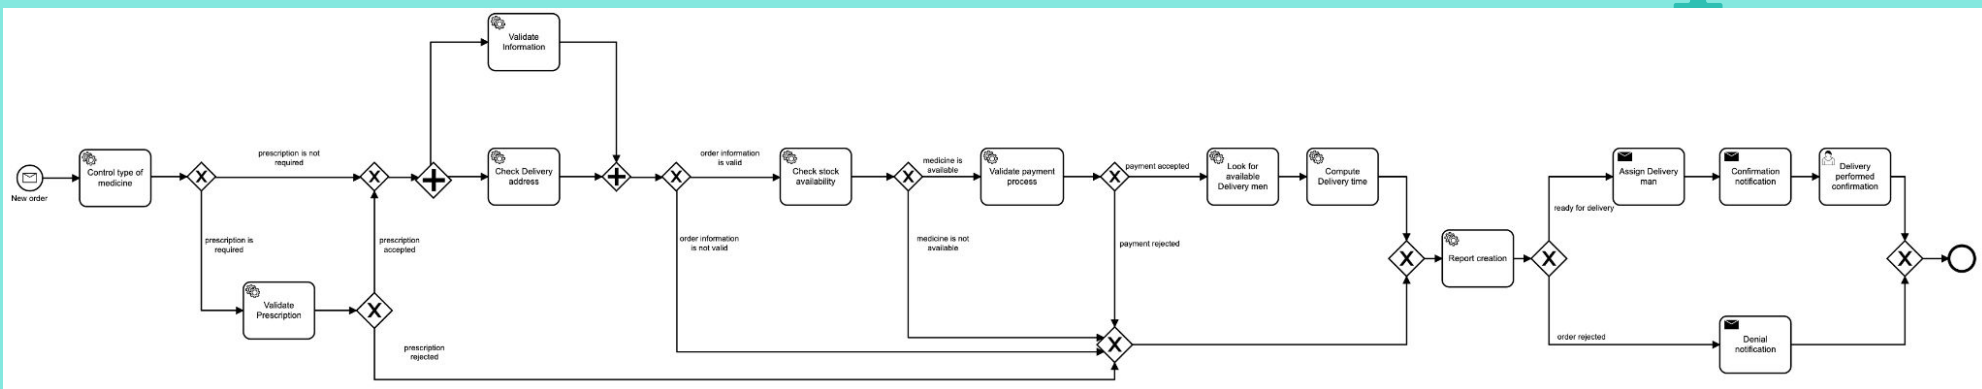 New order
Control type of
medicine
prescription is not
required
prescription is
required
Validate
Prescription
prescription
accepted
prescription
rejected
Validate
Information
Check Delivery
address
order information
is valid
order information
is not valid
Check stock
availability
medicine is
available
medicine is not
available
Validate payment
process
payment accepted
payment rejected
Look for
available
Delivery men
Compute
Delivery time
Report creation
ready for delivery
order rejected
Assign Delivery
man
Confirmation
notification
Delivery
performed
confirmation
Denial
notification